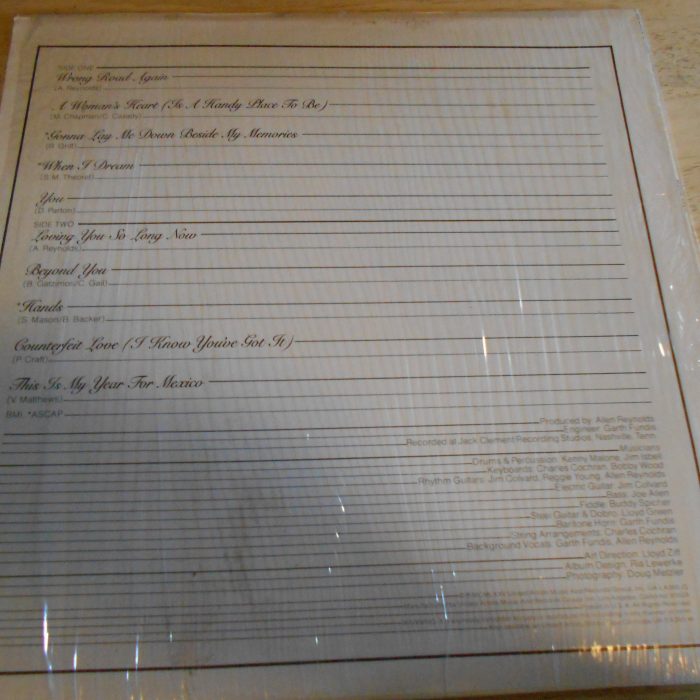 SIDE ONE
Wrong Road Again
(A. Reynolds)
A Woman's Heart (Is A Handy Place To Be)
(M. Chapman/C. Casady)
*Gonna Lay Me Down Beside My Memories
(R. Griff)
*When I Dream
(S.M. Theoret)
You
(D. Parton)
SIDE TWO
Loving You So Long Now
(A. Reynolds)
Beyond You
(B. Gatzimos/C. Gail)
*Hands
(S. Mason/B. Backer)
Counterfeit Love (I Know You've Got It)
(P. Craft)
This Is My Year For Mexico
(V. Matthews)
BMI, *ASCAP
Produced by: Allen Reynolds
Engineer: Garth Fundis
Recorded at Jack Clement Recording Studios, Nashville, Tenn.
Musicians
Drums & Percussion: Kenny Malone, Jim Isbell
Keyboards: Charles Cochran, Bobby Wood
Rhythm Guitars: Jim Colvard, Reggie Young, Allen Reynolds
Electric Guitar: Jim Colvard
Bass: Joe Allen
Fiddle: Buddy Spicher
Steel Guitar & Dobro: Lloyd Green
Baritone Horn: Garth Fundis
String Arrangements: Charles Cochran
Background Vocals: Garth Fundis, Allen Reynolds
Art Direction: Lloyd Ziff
Album Design: Ria Lewerke
Photography: Doug Metzler